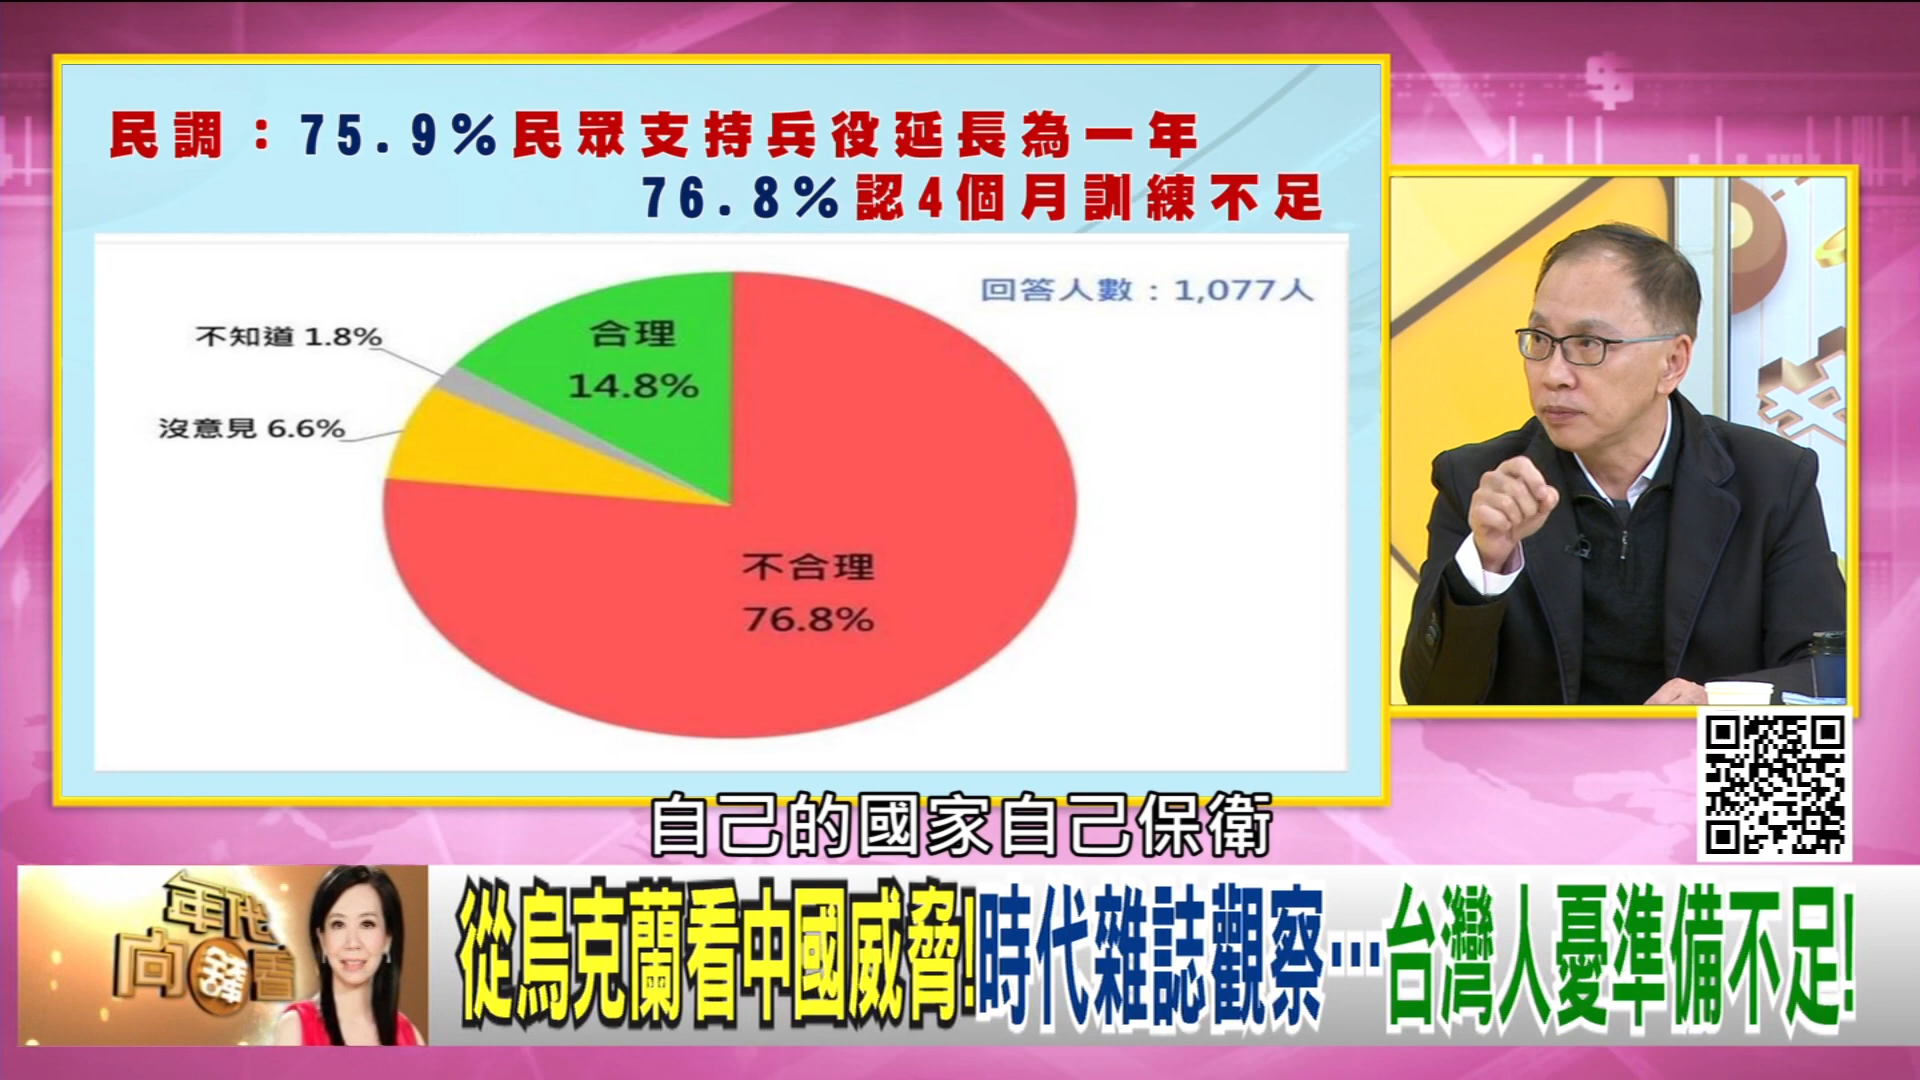 民調：75.9%民眾支持兵役延長為一年
76.8%認4個月訓練不足
回答人數：1,077人
不知道 1.8%
合理
14.8%
沒意見 6.6%
不合理
76.8%
自己的國家自己保衛
年代
向錢看
從烏克蘭看中國威脅!時代雜誌觀察…台灣人憂準備不足!